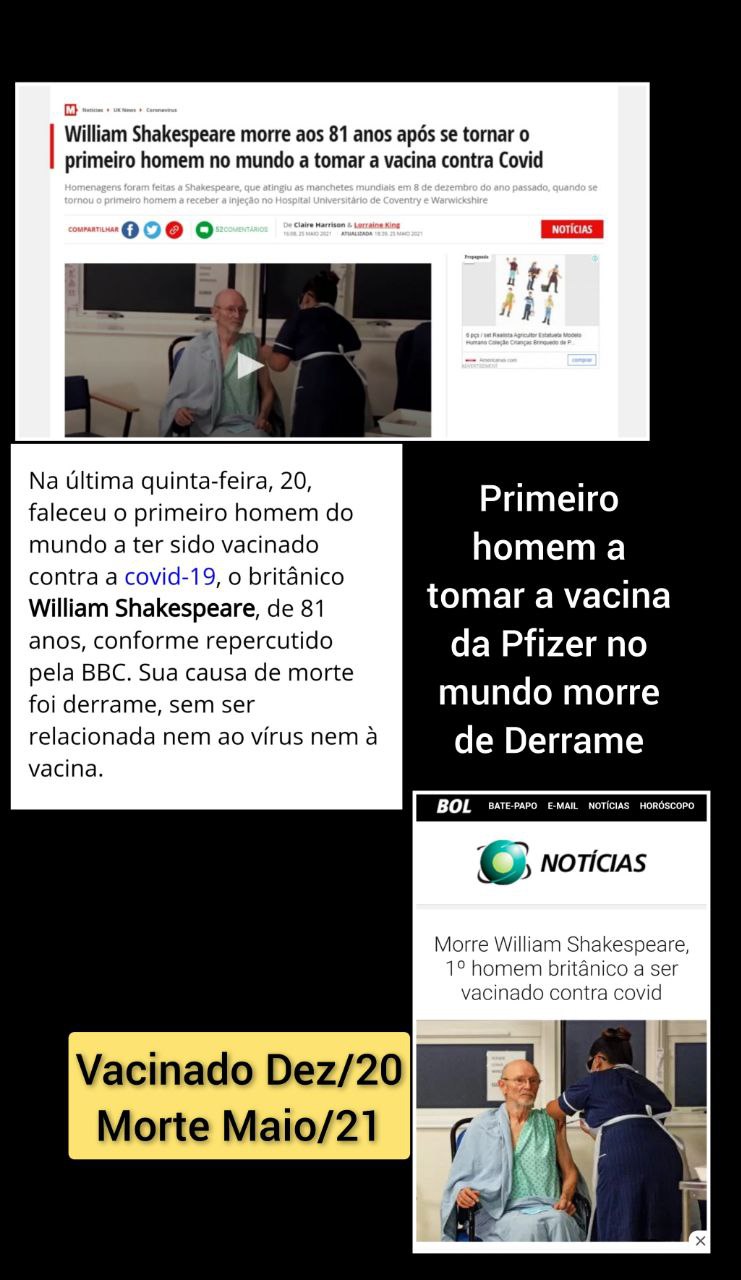 M Notícias UK News Coronavírus
William Shakespeare morre aos 81 anos após se tornar o
primeiro homem no mundo a tomar a vacina contra Covid
Homenagens foram feitas a Shakespeare, que atingiu as manchetes mundiais em 8 de dezembro do ano passado, quando se
tornou o primeiro homem a receber a injeção no Hospital Universitário de Coventry e Warwickshire
COMPARTILHAR
52COMENTÁRIOS
De Claire Harrison & Lorraine King
16:08, 25 MAIO 2021 ATUALIZADA 18:39, 25 MAIO 2021
NOTÍCIAS
Propaganda
6 pçs / set Realista Agricultor Estatueta Modelo
Humano Coleção Crianças Brinquedo de P...
Americanas.com
comprar
ADVERTISEMENT
Na última quinta-feira, 20,
faleceu o primeiro homem do
mundo a ter sido vacinado
contra a covid-19, o britânico
William Shakespeare, de 81
anos, conforme repercutido
pela BBC. Sua causa de morte
foi derrame, sem ser
relacionada nem ao vírus nem à
vacina.
Primeiro
homem a
tomar a vacina
da Pfizer no
mundo morre
de Derrame
BOL BATE-PAPO E-MAIL NOTÍCIAS HORÓSCOPO
NOTÍCIAS
Morre William Shakespeare,
1º homem britânico a ser
vacinado contra covid
Vacinado Dez/20
Morte Maio/21